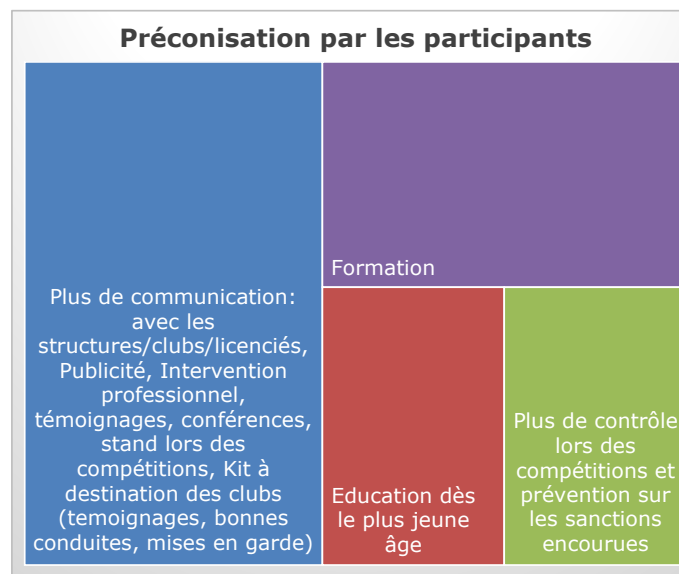 Préconisation par les participants
Plus de communication:
avec les
structures/clubs/licenciés,
Publicité, Intervention
professionnel,
témoignages, conférences,
stand lors des
compétitions, Kit à
destination des clubs
(temoignages, bonnes
conduites, mises en garde)
Formation
Education dès
le plus jeune
âge
Plus de contrôle
lors des
compétitions et
prévention sur
les sanctions
encourues